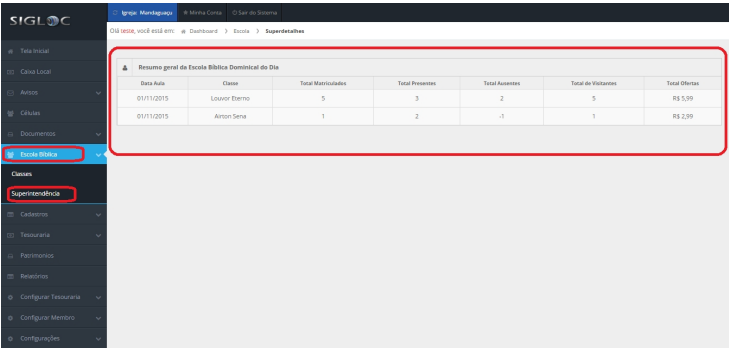 SIGLOC
Igreja: Mandaguaçu Minha Conta Sair do Sistema
Olá teste, você está em: Dashboard > Escola > Superdetalhes
Tela Inicial
Caixa Local
Avisos
Células
Documentos
Escola Bíblica
Classes
Superintendência
Cadastros
Tesouraria
Patrimonios
Relatórios
Configurar Tesouraria
Configurar Membro
Configurações
Resumo geral da Escola Bíblica Dominical do Dia
Data Aula Classe Total Matriculados Total Presentes Total Ausentes Total de Visitantes Total Ofertas
01/11/2015 Louvor Eterno 5 3 2 5 R$ 5,99
01/11/2015 Airton Sena 1 2 -1 1 R$ 2,99